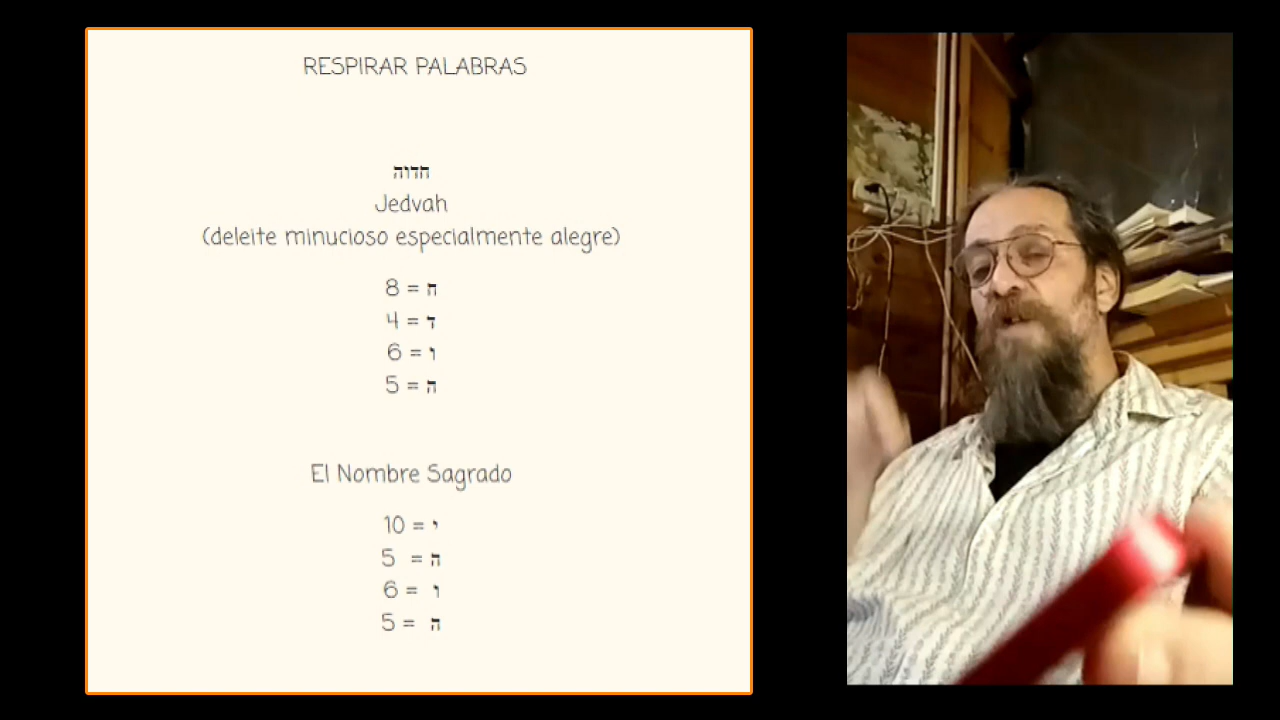 RESPIRAR PALABRAS
חדוה
Jedvah
(deleite minucioso especialmente alegre)
8 = ח
4 = ד
6 = ו
5 = ה
El Nombre Sagrado
10 = י
5 = ה
6 = ו
5 = ה